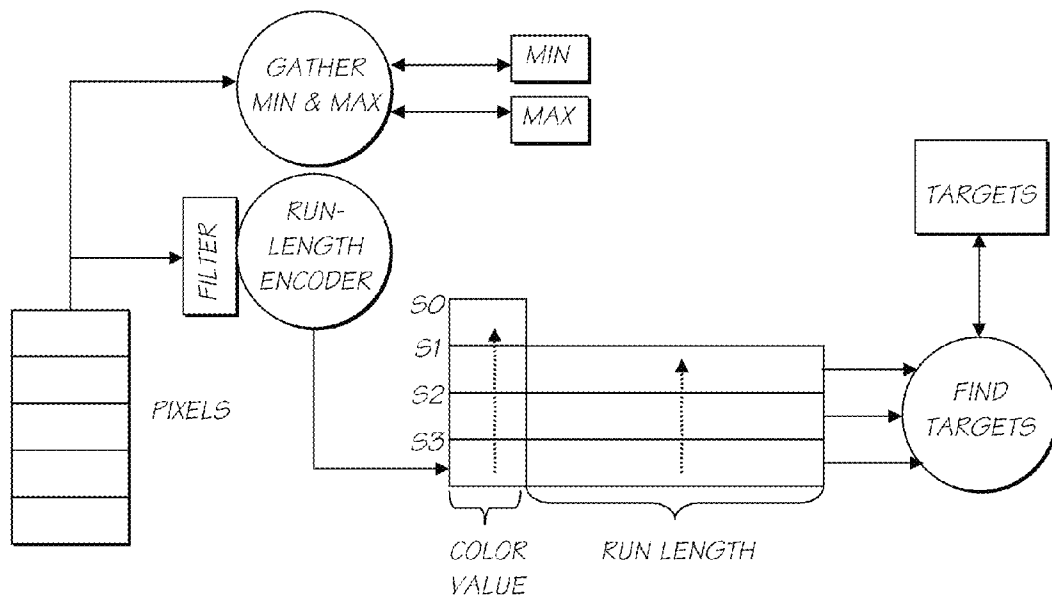 GATHER
MIN & MAX
MIN
MAX
TARGETS
FILTER
RUN-
LENGTH
ENCODER
S0
S1
S2
S3
PIXELS
FIND
TARGETS
COLOR
VALUE
RUN LENGTH